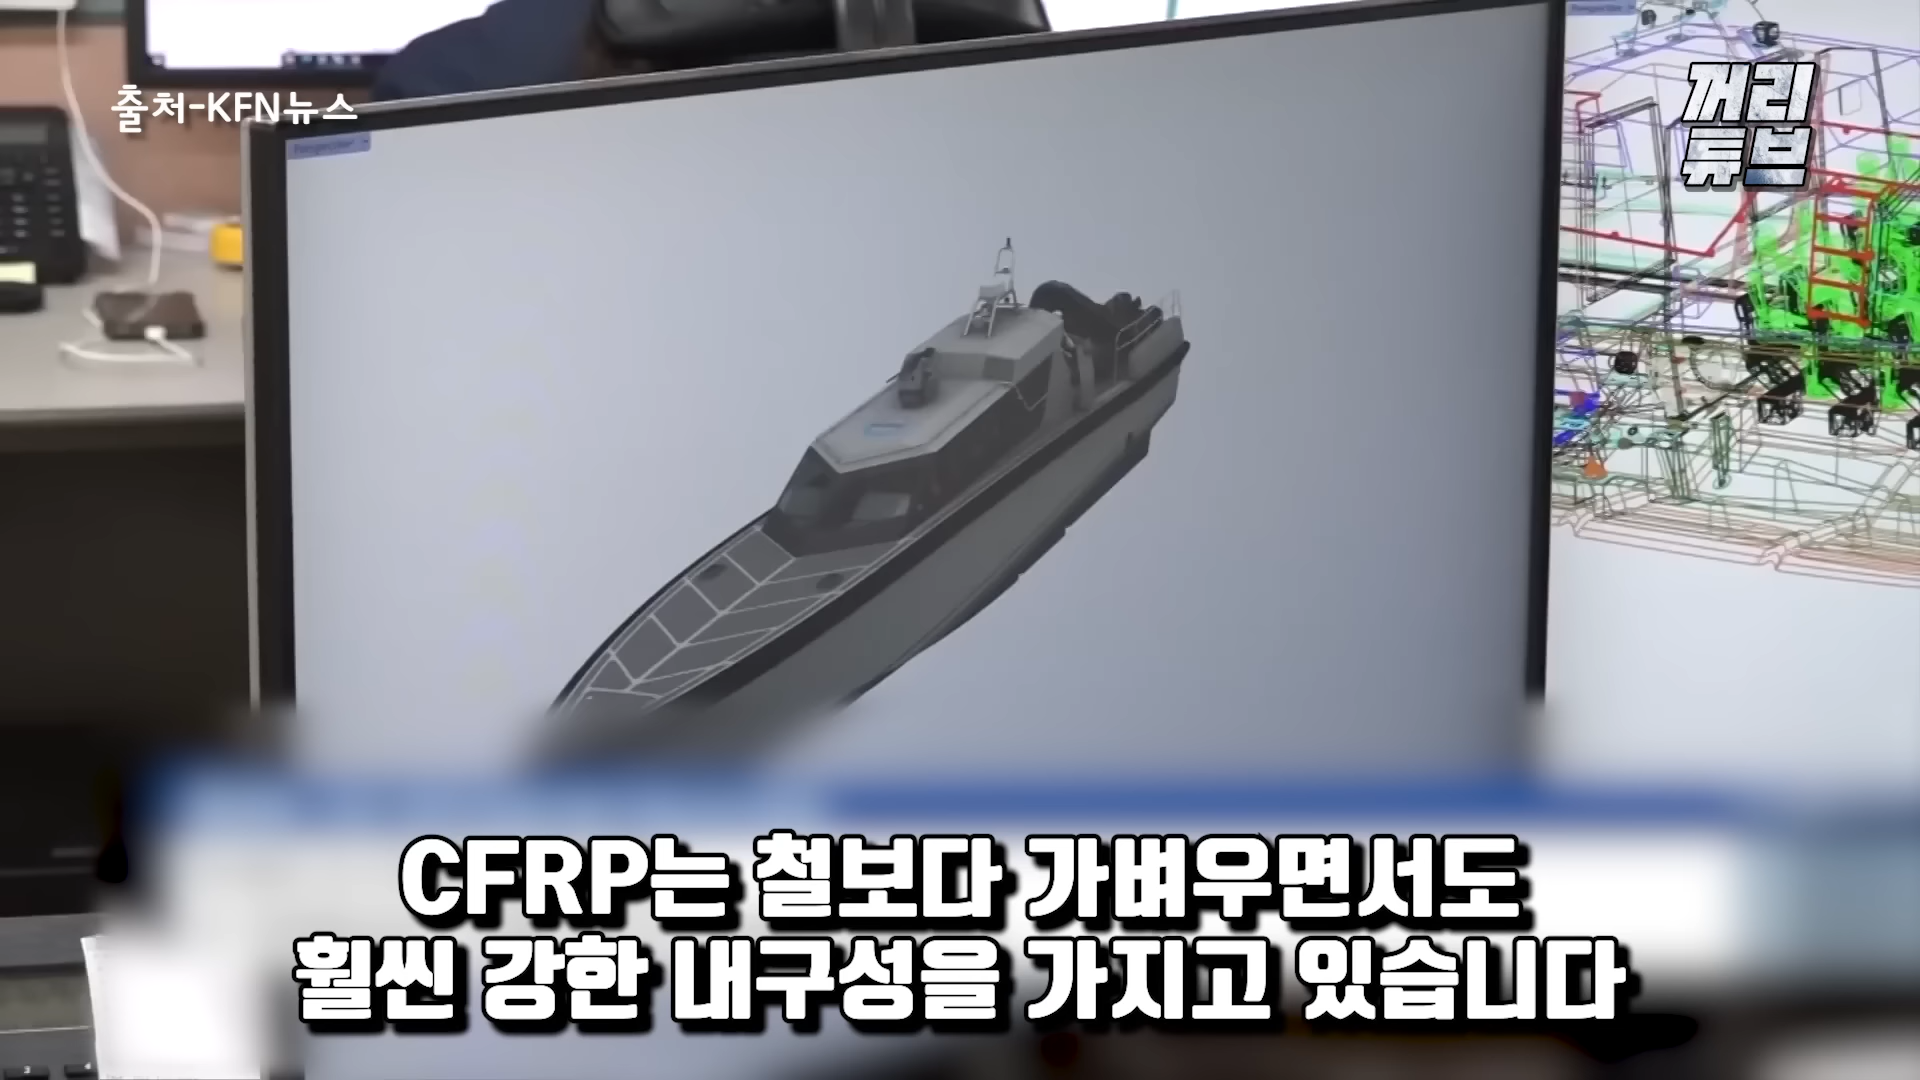 출처-KFN뉴스
꺼리
튜브
Perspective
CFRP는 철보다 가벼우면서도
훨씬 강한 내구성을 가지고 있습니다